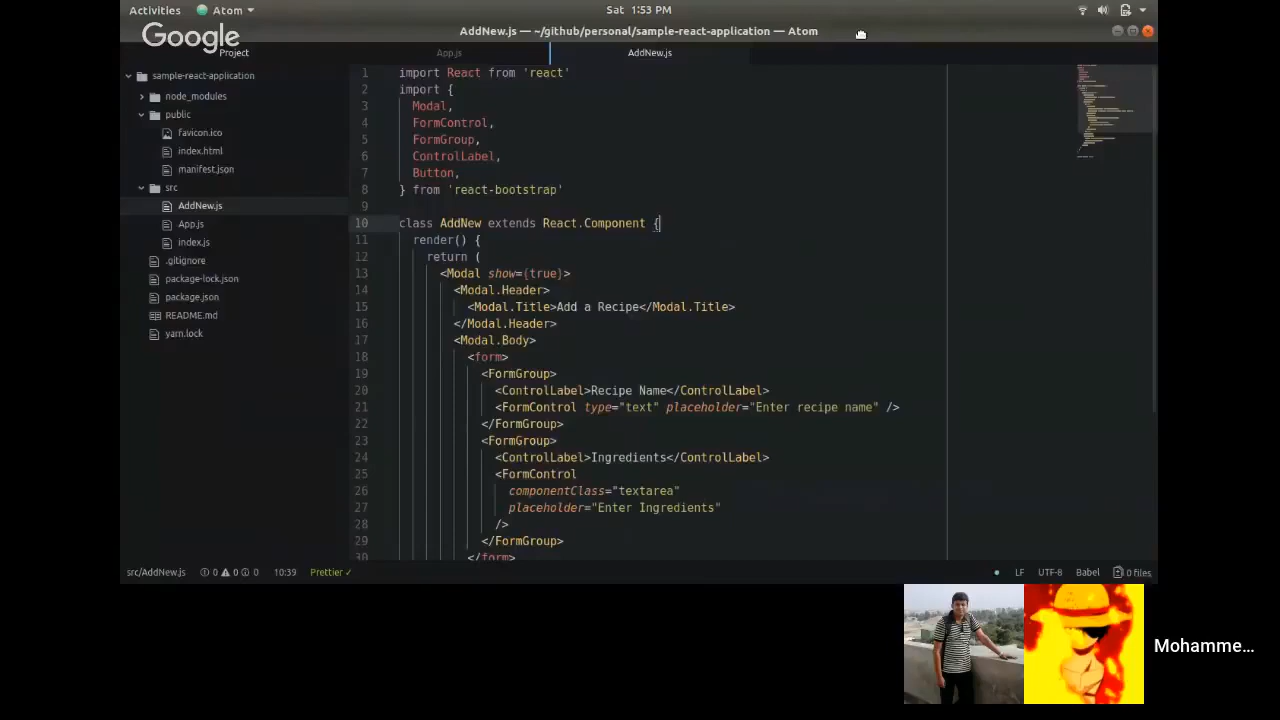 Activities Atom Sat 1:53 PM
AddNew.js — ~/github/personal/sample-react-application — Atom
Google
Project App.js AddNew.js
sample-react-application
node_modules
public
favicon.ico
index.html
manifest.json
src
AddNew.js
App.js
index.js
.gitignore
package-lock.json
package.json
README.md
yarn.lock
1 import React from 'react'
2 import {
3 Modal,
4 FormControl,
5 FormGroup,
6 ControlLabel,
7 Button,
8 } from 'react-bootstrap'
9
10 class AddNew extends React.Component {
11 render() {
12 return (
13 <Modal show={true}>
14 <Modal.Header>
15 <Modal.Title>Add a Recipe</Modal.Title>
16 </Modal.Header>
17 <Modal.Body>
18 <form>
19 <FormGroup>
20 <ControlLabel>Recipe Name</ControlLabel>
21 <FormControl type="text" placeholder="Enter recipe name" />
22 </FormGroup>
23 <FormGroup>
24 <ControlLabel>Ingredients</ControlLabel>
25 <FormControl
26 componentClass="textarea"
27 placeholder="Enter Ingredients"
28 />
29 </FormGroup>
30 </form>
src/AddNew.js 0 0 0 10:39 Prettier ✓ LF UTF-8 Babel 0 files
Mohamme...